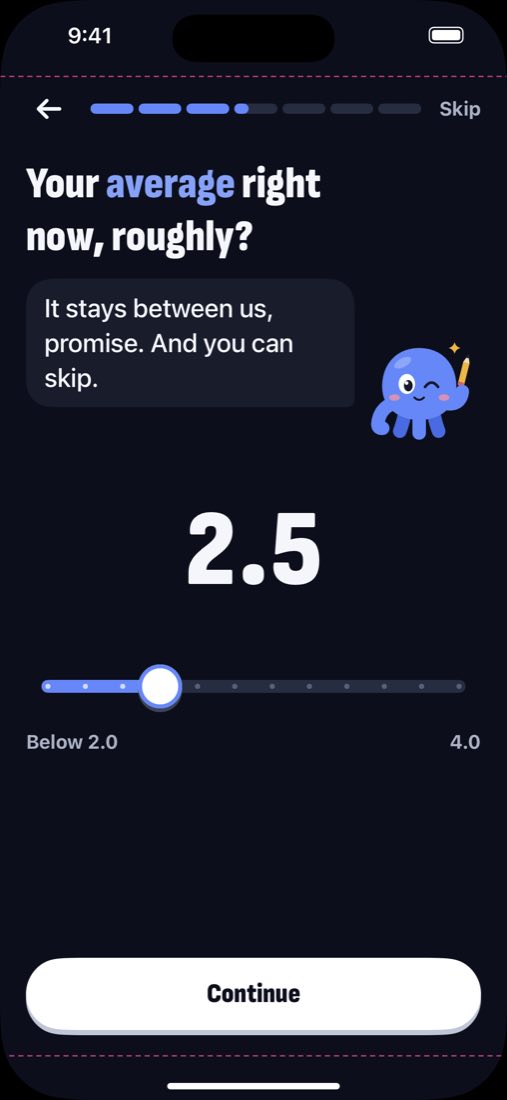 9:41
Skip
Your average right
now, roughly?
It stays between us,
promise. And you can
skip.
2.5
Below 2.0
4.0
Continue